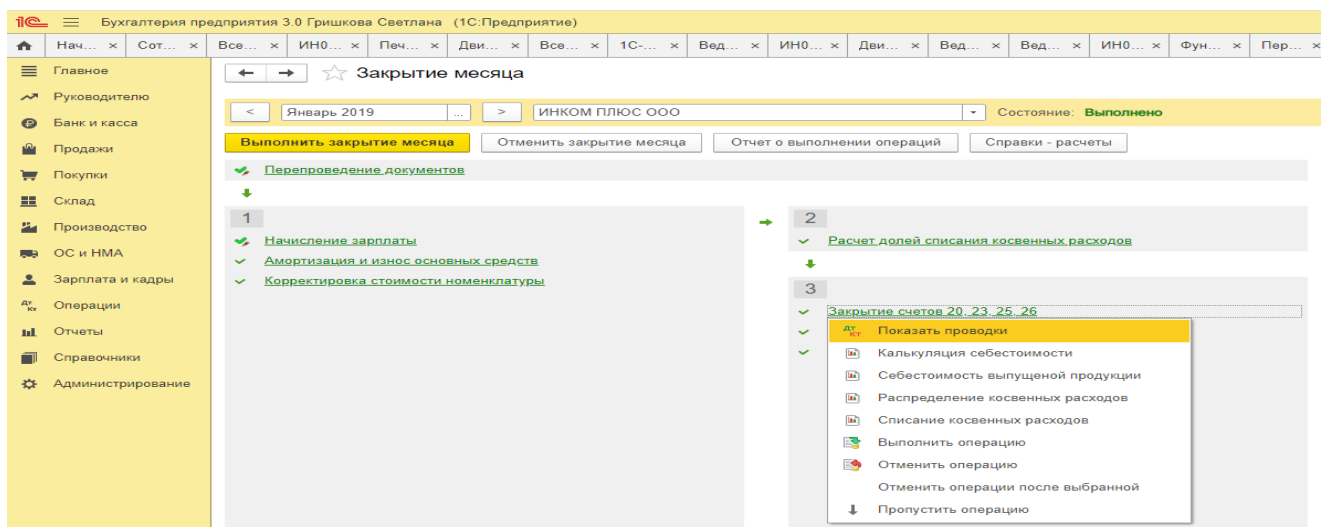 1С Бухгалтерия предприятия 3.0 Гришкова Светлана (1С:Предприятие)
Нач... × Сот... × Все... × ИН0... × Печ... × Дви... × Все... × 1С-... × Вед... × ИН0... × Дви... × Вед... × Вед... × ИН0... × Фун... × Пер... ×
Главное
Руководителю
Банк и касса
Продажи
Покупки
Склад
Производство
ОС и НМА
Зарплата и кадры
Дт Кт Операции
Отчеты
Справочники
Администрирование
Закрытие месяца
< Январь 2019 ... > ИНКОМ ПЛЮС ООО Состояние: Выполнено
Выполнить закрытие месяца Отменить закрытие месяца Отчет о выполнении операций Справки - расчеты
Перепроведение документов
1
Начисление зарплаты
Амортизация и износ основных средств
Корректировка стоимости номенклатуры
2
Расчет долей списания косвенных расходов
3
Закрытие счетов 20, 23, 25, 26
Дт Кт Показать проводки
Калькуляция себестоимости
Себестоимость выпущеной продукции
Распределение косвенных расходов
Списание косвенных расходов
Выполнить операцию
Отменить операцию
Отменить операции после выбранной
Пропустить операцию